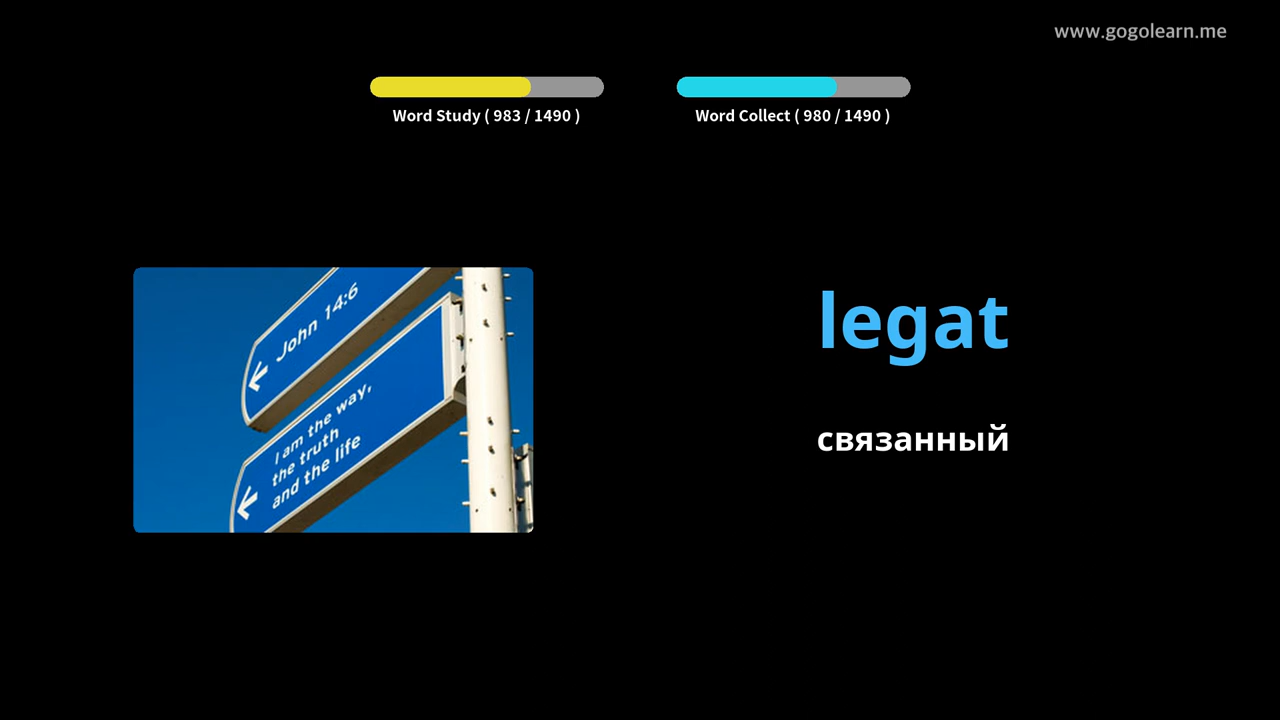 www.gogolearn.me
Word Study ( 983 / 1490 )
Word Collect ( 980 / 1490 )
John 14:6
I am the way,
the truth
and the life
legat
связанный